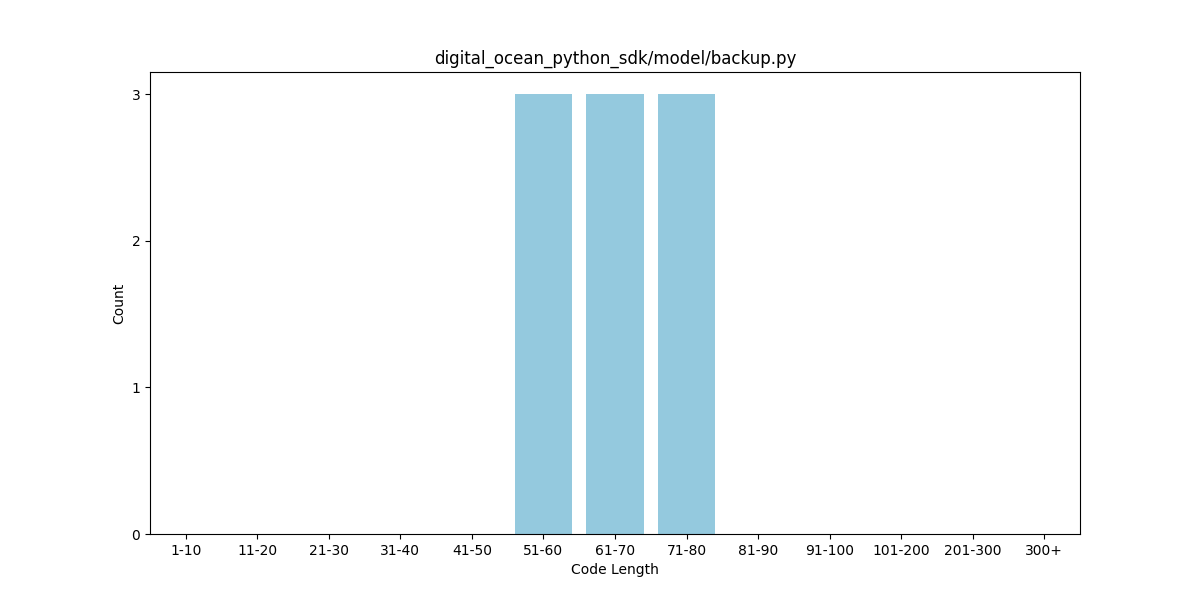 digital_ocean_python_sdk/model/backup.py
Count
3
2
1
0
1-10 11-20 21-30 31-40 41-50 51-60 61-70 71-80 81-90 91-100 101-200 201-300 300+
Code Length